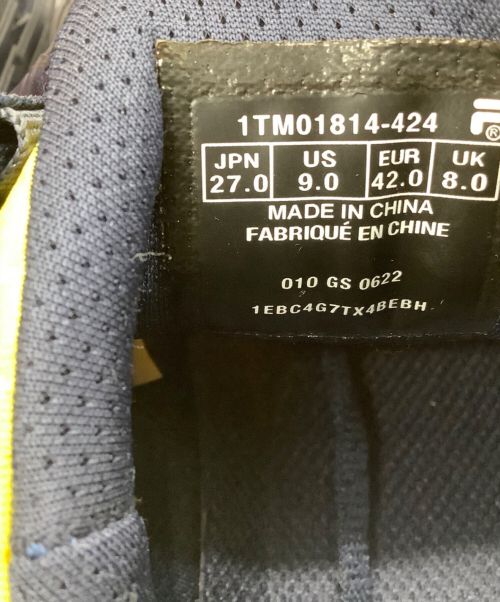 1TM01814-424
F®
JPN US EUR UK
27.0 9.0 42.0 8.0
MADE IN CHINA
FABRIQUÉ EN CHINE
010 GS 0622
1EBC4G7TX4BEBH